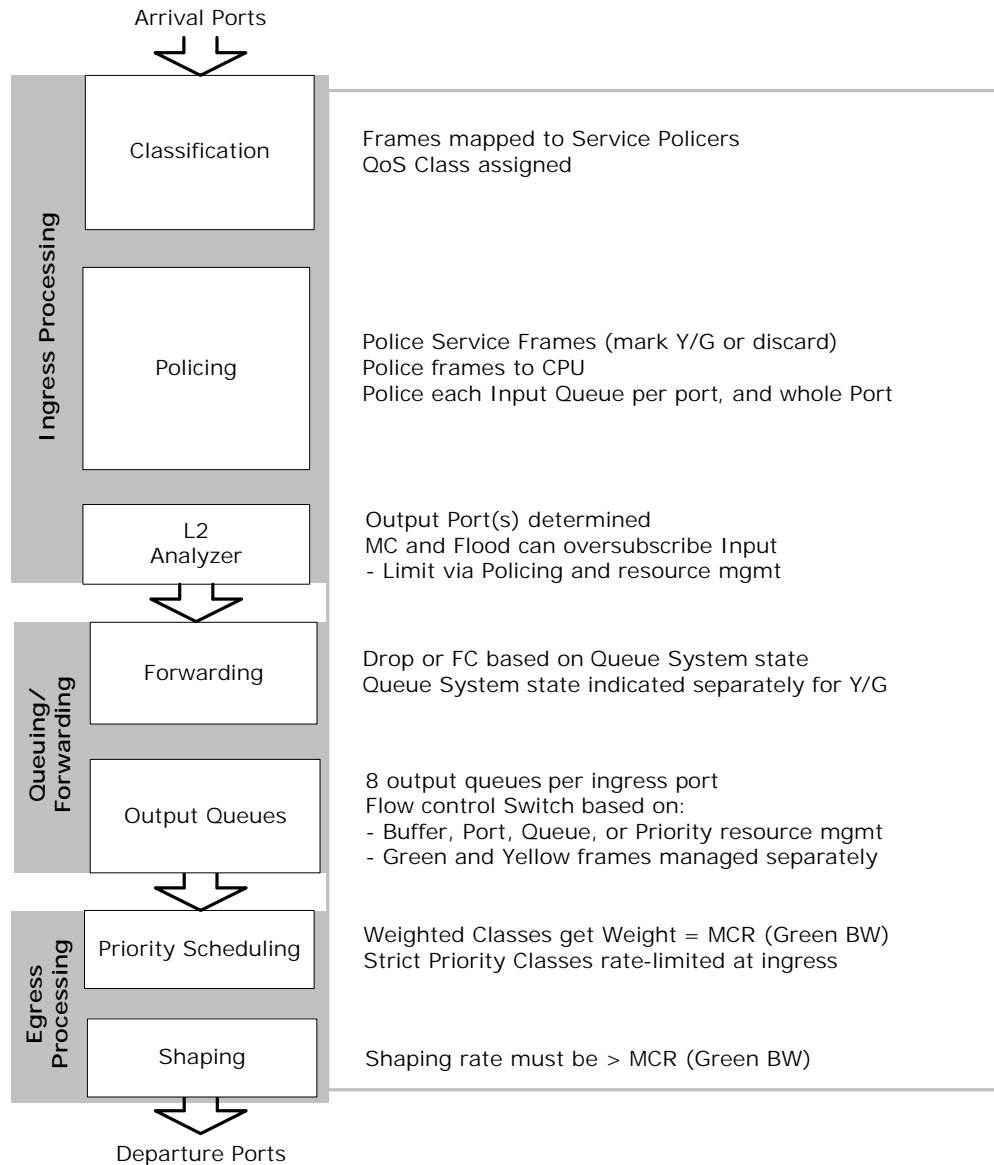 Arrival Ports
Ingress Processing
Classification
Frames mapped to Service Policers
QoS Class assigned
Policing
Police Service Frames (mark Y/G or discard)
Police frames to CPU
Police each Input Queue per port, and whole Port
L2
Analyzer
Output Port(s) determined
MC and Flood can oversubscribe Input
- Limit via Policing and resource mgmt
Queuing/
Forwarding
Forwarding
Drop or FC based on Queue System state
Queue System state indicated separately for Y/G
Output Queues
8 output queues per ingress port
Flow control Switch based on:
- Buffer, Port, Queue, or Priority resource mgmt
- Green and Yellow frames managed separately
Egress
Processing
Priority Scheduling
Weighted Classes get Weight = MCR (Green BW)
Strict Priority Classes rate-limited at ingress
Shaping
Shaping rate must be > MCR (Green BW)
Departure Ports